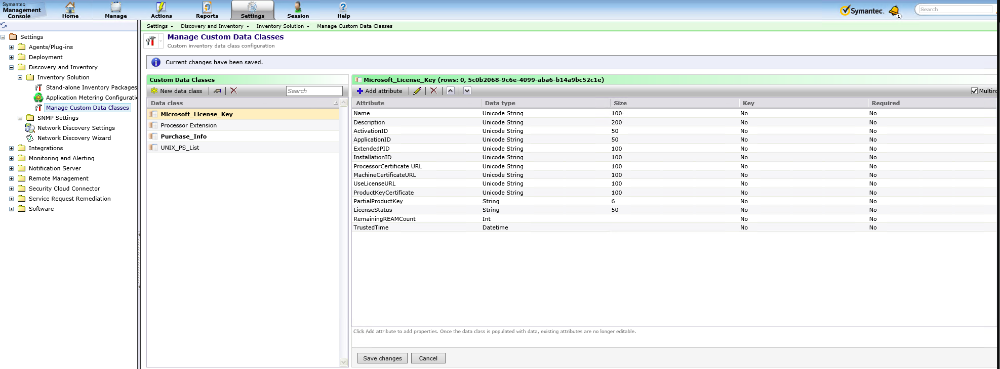 Symantec
Management
Console
Home
Manage
Actions
Reports
Settings
Session
Help
Symantec.
1
Search
Settings
Discovery and Inventory
Inventory Solution
Manage Custom Data Classes
Settings
Agents/Plug-ins
Deployment
Discovery and Inventory
Inventory Solution
Stand-alone Inventory Packages
Application Metering Configuratio
Manage Custom Data Classes
SNMP Settings
Network Discovery Settings
Network Discovery Wizard
Integrations
Monitoring and Alerting
Notification Server
Remote Management
Security Cloud Connector
Service Request Remediation
Software
Manage Custom Data Classes
Custom inventory data class configuration
Current changes have been saved.
Custom Data Classes
New data class
Search
Data class
Microsoft_License_Key
Processor Extension
Purchase_Info
UNIX_PS_List
Microsoft_License_Key (rows: 0, 5c0b2068-9c6e-4099-aba6-b14a9bc52c1e)
Add attribute
Multiro
Attribute Data type Size Key Required
Name Unicode String 100 No No
Description Unicode String 200 No No
ActivationID Unicode String 50 No No
ApplicationID Unicode String 50 No No
ExtendedPID Unicode String 100 No No
InstallationID Unicode String 100 No No
ProcessorCertificate URL Unicode String 100 No No
MachineCertificateURL Unicode String 100 No No
UseLicenseURL Unicode String 100 No No
ProductKeyCertificate Unicode String 100 No No
PartialProductKey String 6 No No
LicenseStatus String 50 No No
RemainingREAMCount Int No No
TrustedTime Datetime No No
Click Add attribute to add properties. Once the data class is populated with data, existing attributes are no longer editable.
Save changes
Cancel